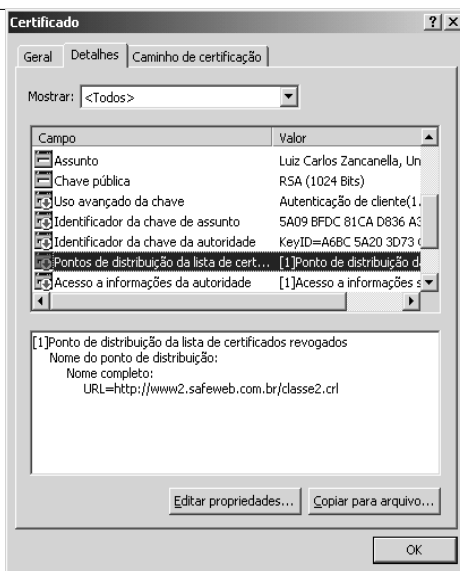 Certificado
Geral Detalhes Caminho de certificação
Mostrar: <Todos>
Campo Valor
Assunto Luiz Carlos Zancanella, Un
Chave pública RSA (1024 Bits)
Uso avançado da chave Autenticação de cliente(1.
Identificador da chave de assunto 5A09 BFDC 81CA D836 A3
Identificador da chave da autoridade KeyID=A6BC 5A20 3D73 C
Pontos de distribuição da lista de cert... [1]Ponto de distribuição d
Acesso a informações da autoridade [1]Acesso a informações s
[1]Ponto de distribuição da lista de certificados revogados
Nome do ponto de distribuição:
Nome completo:
URL=http://www2.safeweb.com.br/classe2.crl
Editar propriedades... Copiar para arquivo...
OK